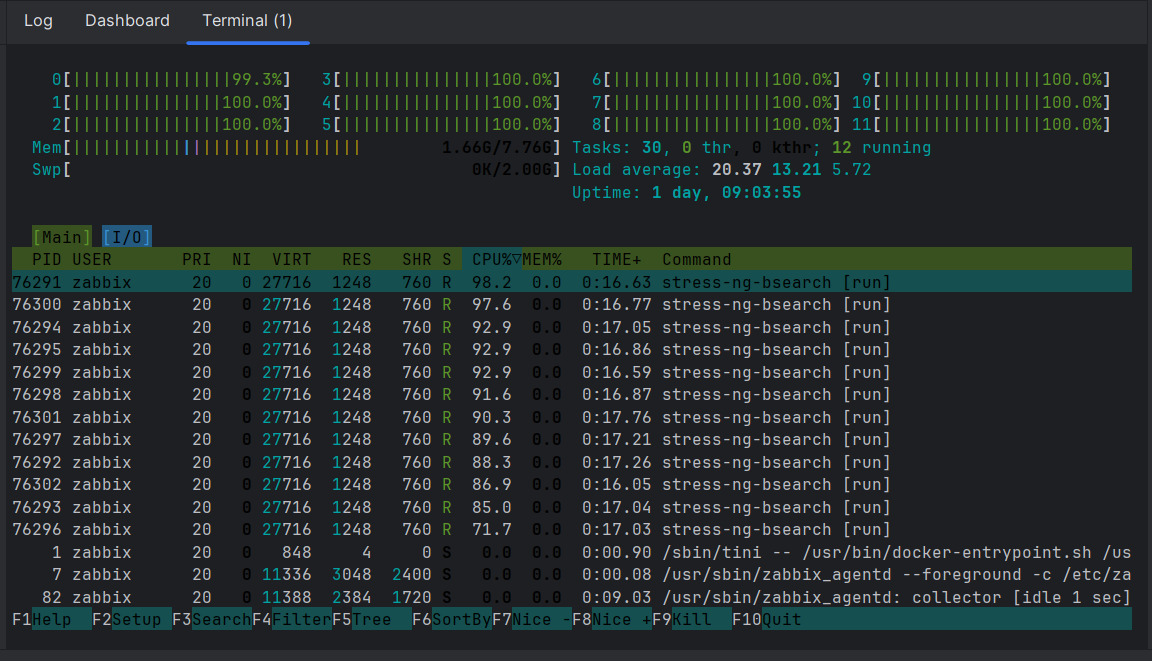 Log Dashboard Terminal (1)
0[|||||||||||||||||99.3%] 3[||||||||||||||||100.0%] 6[||||||||||||||||100.0%] 9[||||||||||||||||100.0%]
1[||||||||||||||||100.0%] 4[||||||||||||||||100.0%] 7[||||||||||||||||100.0%] 10[||||||||||||||||100.0%]
2[||||||||||||||||100.0%] 5[||||||||||||||||100.0%] 8[||||||||||||||||100.0%] 11[||||||||||||||||100.0%]
Mem[||||||||||||||||||||||||||||| 1.66G/7.76G] Tasks: 30, 0 thr, 0 kthr; 12 running
Swp[ 0K/2.00G] Load average: 20.37 13.21 5.72
Uptime: 1 day, 09:03:55
[Main] [I/O]
PID USER PRI NI VIRT RES SHR S CPU%▽MEM% TIME+ Command
76291 zabbix 20 0 27716 1248 760 R 98.2 0.0 0:16.63 stress-ng-bsearch [run]
76300 zabbix 20 0 27716 1248 760 R 97.6 0.0 0:16.77 stress-ng-bsearch [run]
76294 zabbix 20 0 27716 1248 760 R 92.9 0.0 0:17.05 stress-ng-bsearch [run]
76295 zabbix 20 0 27716 1248 760 R 92.9 0.0 0:16.86 stress-ng-bsearch [run]
76299 zabbix 20 0 27716 1248 760 R 92.9 0.0 0:16.59 stress-ng-bsearch [run]
76298 zabbix 20 0 27716 1248 760 R 91.6 0.0 0:16.87 stress-ng-bsearch [run]
76301 zabbix 20 0 27716 1248 760 R 90.3 0.0 0:17.76 stress-ng-bsearch [run]
76297 zabbix 20 0 27716 1248 760 R 89.6 0.0 0:17.21 stress-ng-bsearch [run]
76292 zabbix 20 0 27716 1248 760 R 88.3 0.0 0:17.26 stress-ng-bsearch [run]
76302 zabbix 20 0 27716 1248 760 R 86.9 0.0 0:16.05 stress-ng-bsearch [run]
76293 zabbix 20 0 27716 1248 760 R 85.0 0.0 0:17.04 stress-ng-bsearch [run]
76296 zabbix 20 0 27716 1248 760 R 71.7 0.0 0:17.03 stress-ng-bsearch [run]
1 zabbix 20 0 848 4 0 S 0.0 0.0 0:00.90 /sbin/tini -- /usr/bin/docker-entrypoint.sh /us
7 zabbix 20 0 11336 3048 2400 S 0.0 0.0 0:00.08 /usr/sbin/zabbix_agentd --foreground -c /etc/za
82 zabbix 20 0 11388 2384 1720 S 0.0 0.0 0:09.03 /usr/sbin/zabbix_agentd: collector [idle 1 sec]
F1Help F2Setup F3SearchF4FilterF5Tree F6SortByF7Nice -F8Nice +F9Kill F10Quit